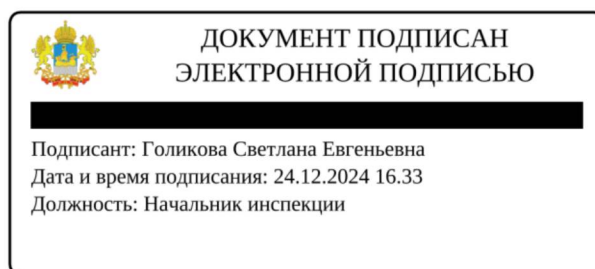 ДОКУМЕНТ ПОДПИСАН
ЭЛЕКТРОННОЙ ПОДПИСЬЮ
Подписант: Голикова Светлана Евгеньевна
Дата и время подписания: 24.12.2024 16.33
Должность: Начальник инспекции